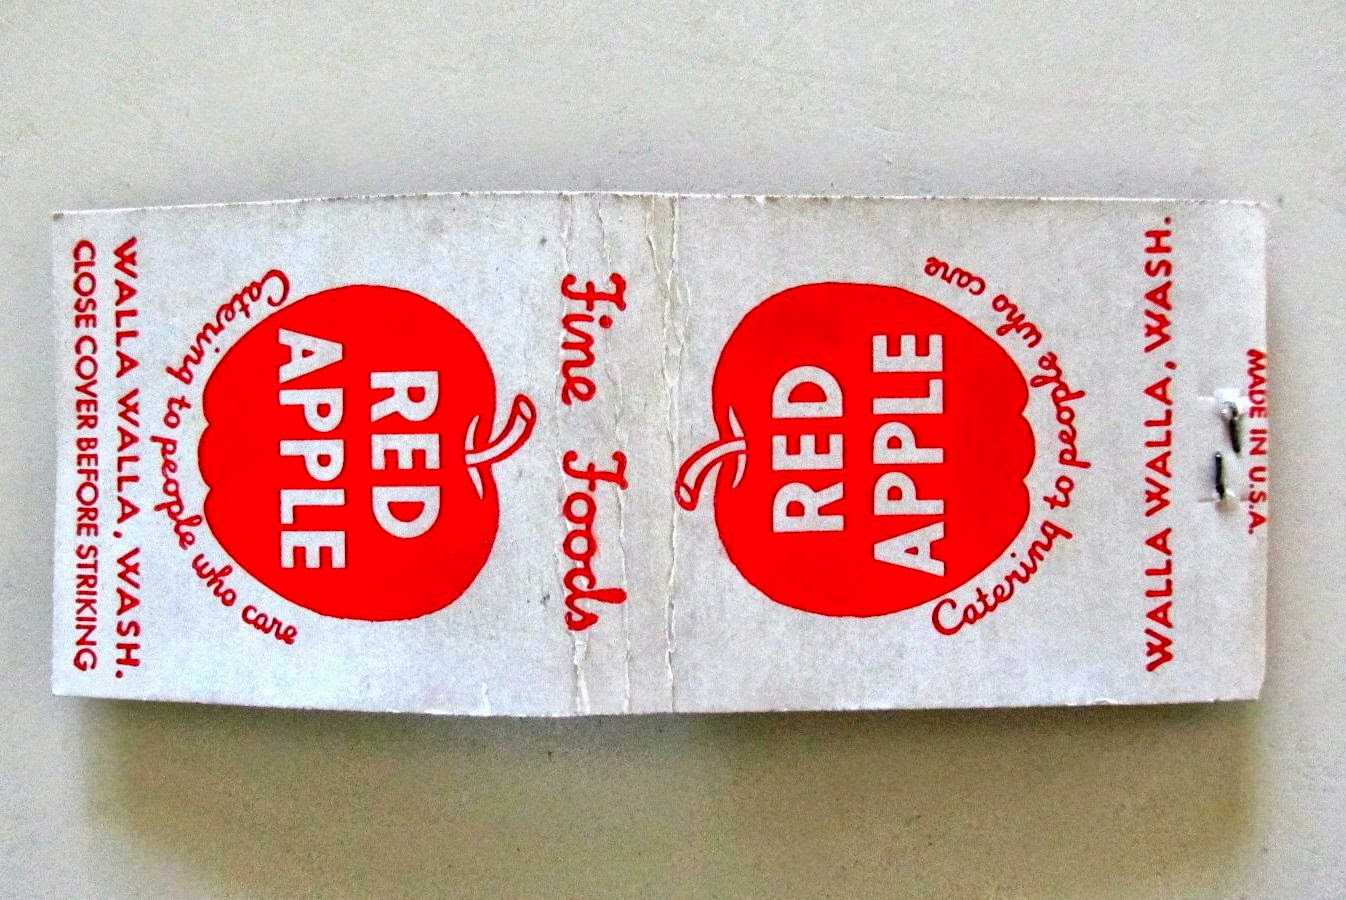 RED
APPLE
Catering to people who care
WALLA WALLA, WASH.
CLOSE COVER BEFORE STRIKING
Fine Foods
RED
APPLE
Catering to people who care
WALLA WALLA, WASH.
MADE IN U.S.A.